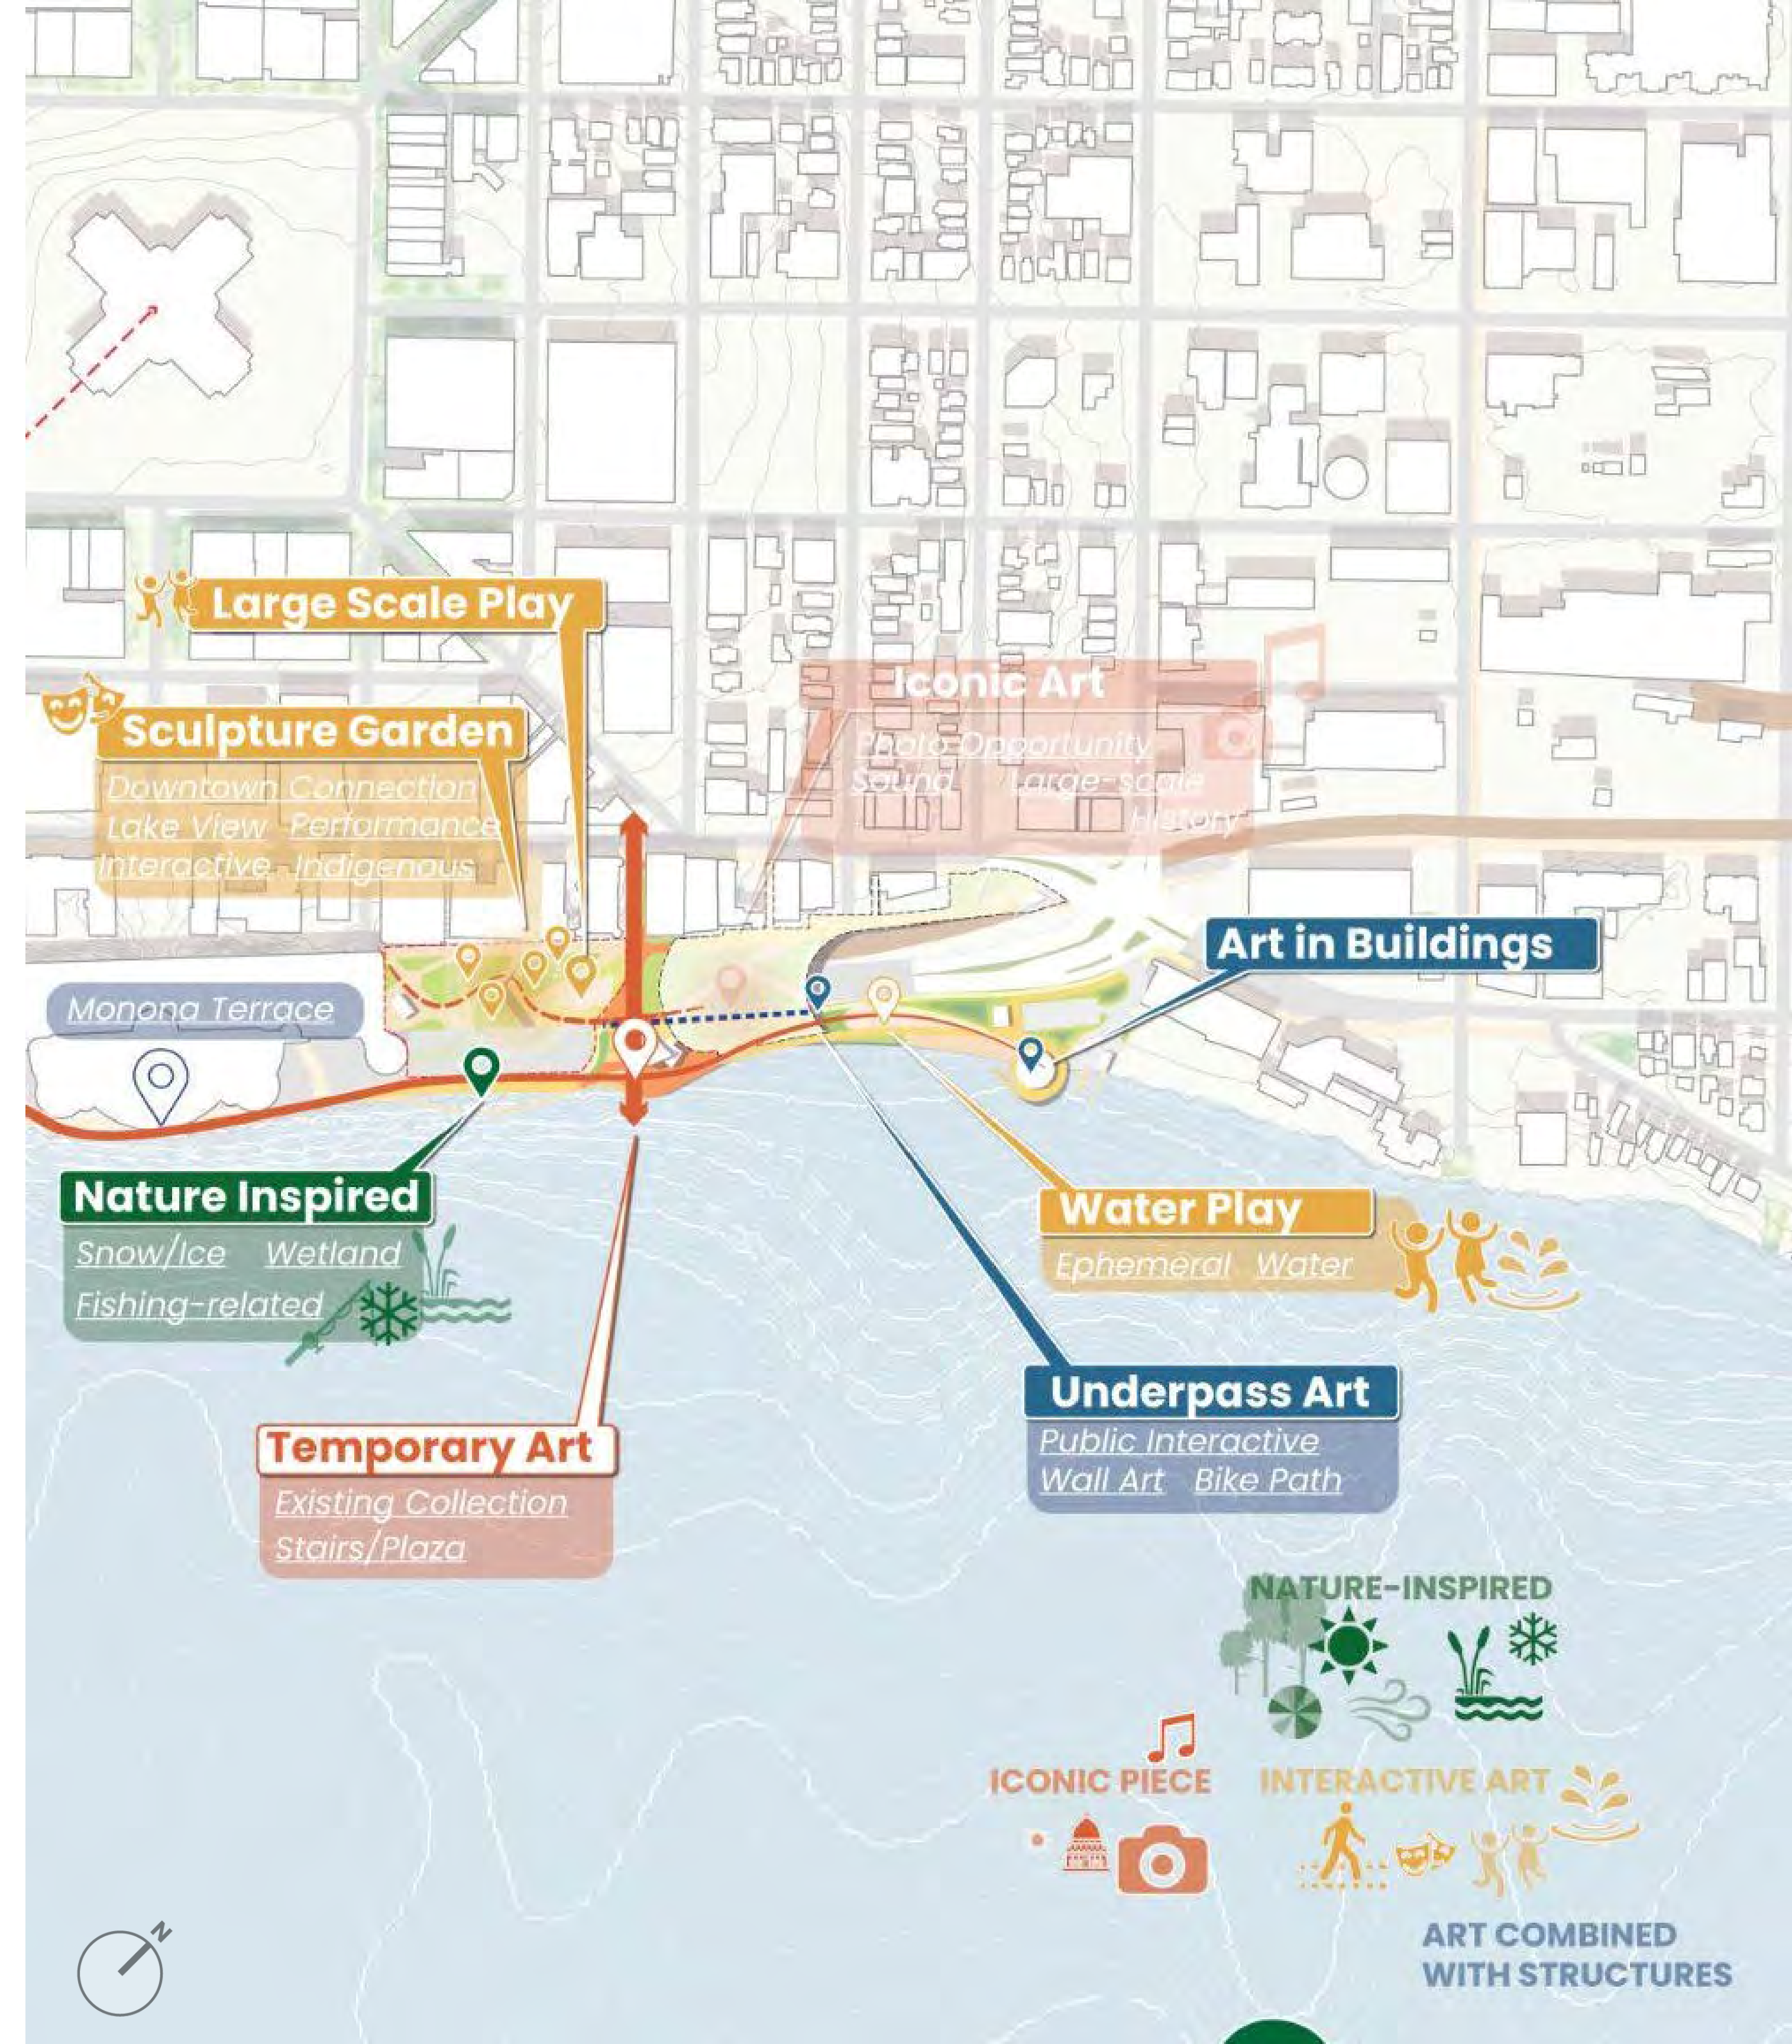 Large Scale Play
Sculpture Garden
Downtown Connection
Lake View Performance
Interactive Indigenous
Iconic Art
Photo Opportunity
Sound Large-scale
History
Art in Buildings
Monona Terrace
Nature Inspired
Snow/Ice Wetland
Fishing-related
Water Play
Ephemeral Water
Underpass Art
Public Interactive
Wall Art Bike Path
Temporary Art
Existing Collection
Stairs/Plaza
NATURE-INSPIRED
ICONIC PIECE
INTERACTIVE ART
ART COMBINED
WITH STRUCTURES
N